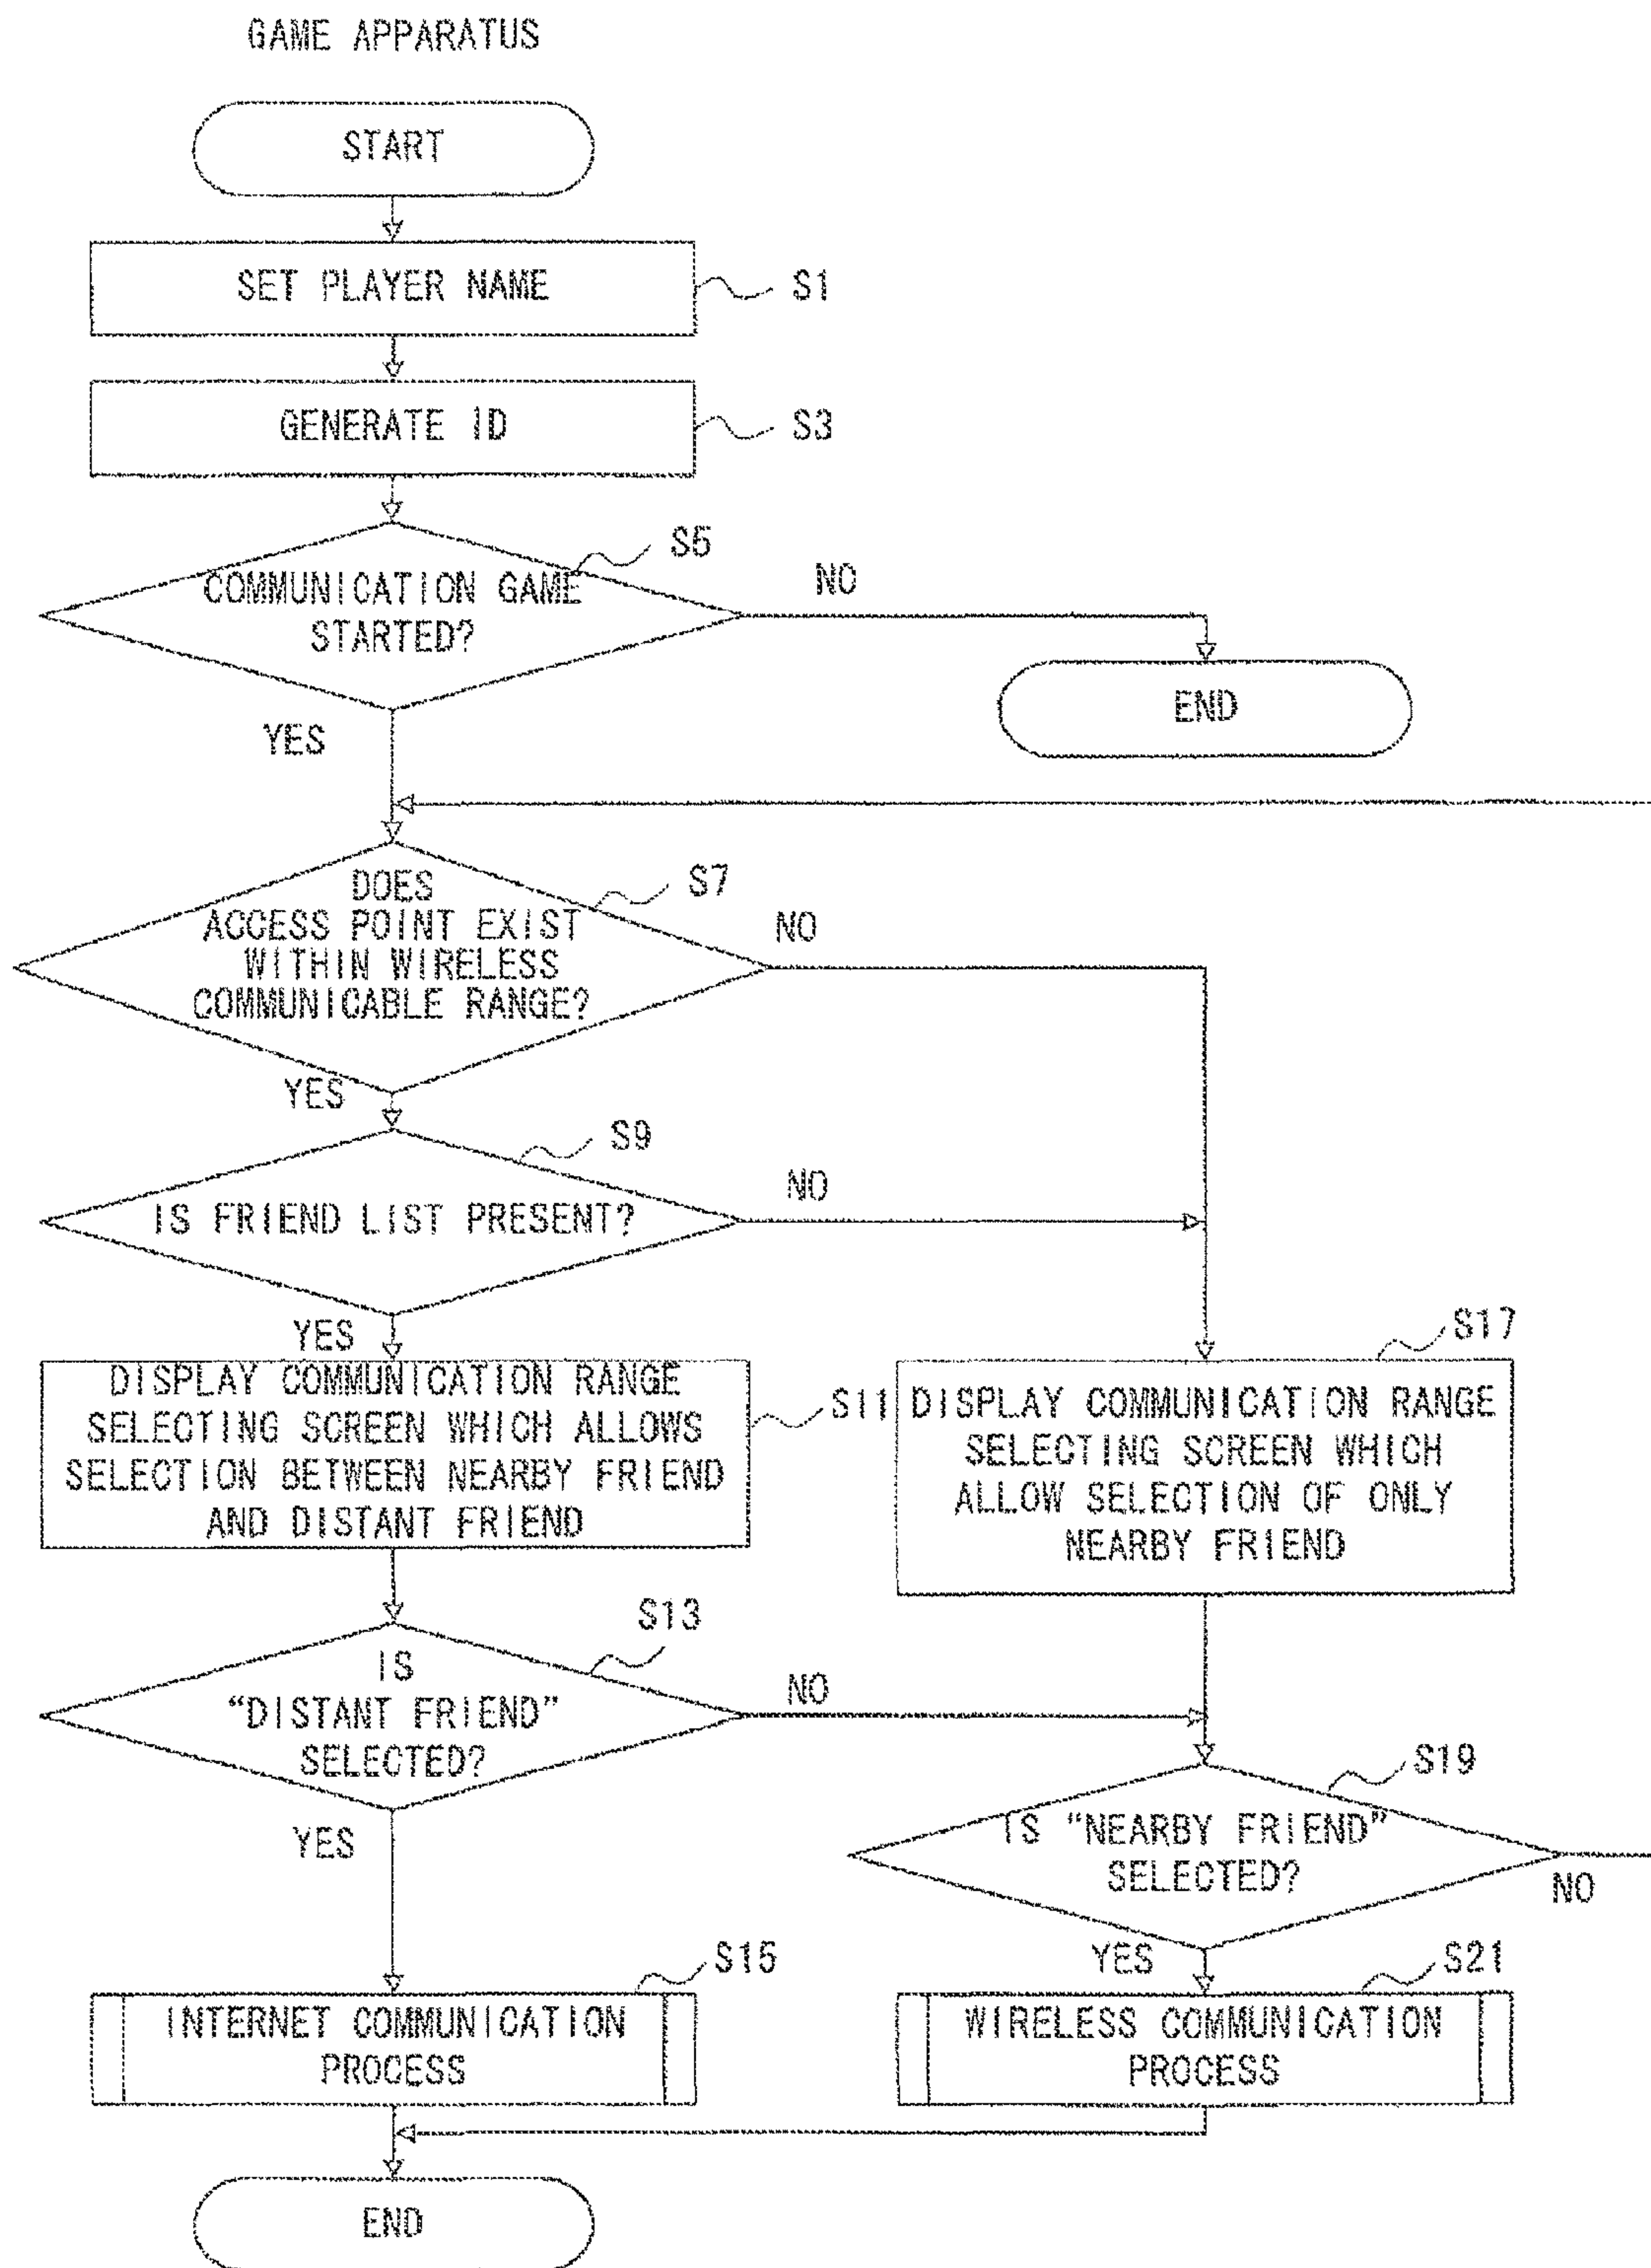 GAME APPARATUS
START
SET PLAYER NAME
S1
GENERATE ID
S3
S5
COMMUNICATION GAME
STARTED?
NO
END
YES
S7
DOES
ACCESS POINT EXIST
WITHIN WIRELESS
COMMUNICABLE RANGE?
NO
YES
S9
IS FRIEND LIST PRESENT?
NO
YES
S11
DISPLAY COMMUNICATION RANGE
SELECTING SCREEN WHICH ALLOWS
SELECTION BETWEEN NEARBY FRIEND
AND DISTANT FRIEND
S17
DISPLAY COMMUNICATION RANGE
SELECTING SCREEN WHICH
ALLOW SELECTION OF ONLY
NEARBY FRIEND
S13
IS
“DISTANT FRIEND”
SELECTED?
NO
YES
S19
IS “NEARBY FRIEND”
SELECTED?
NO
YES
S15
INTERNET COMMUNICATION
PROCESS
S21
WIRELESS COMMUNICATION
PROCESS
END